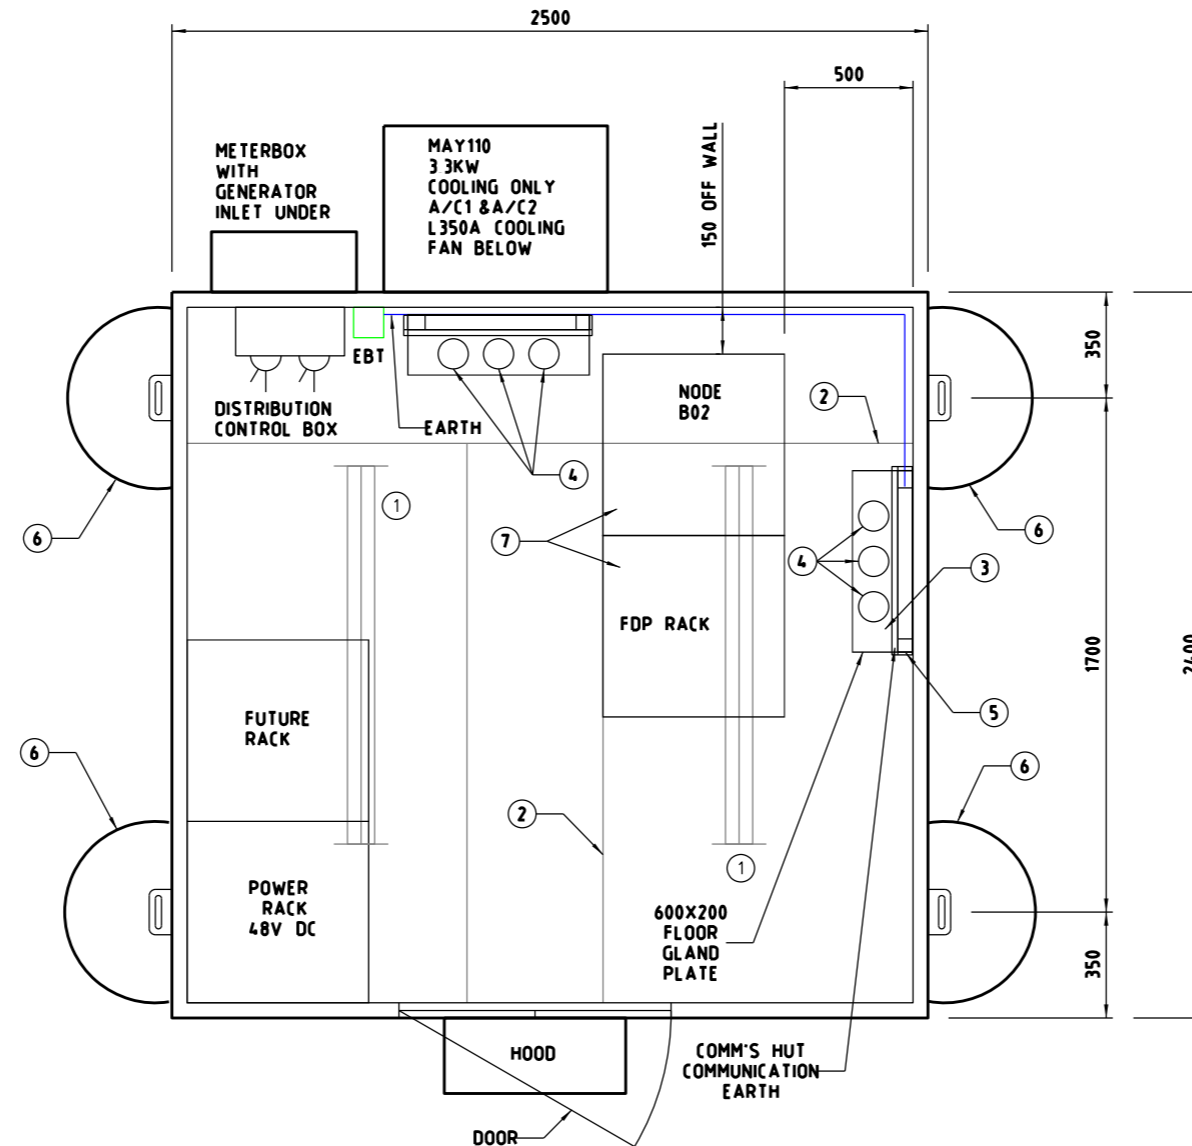 2500
500
METERBOX
WITH
GENERATOR
INLET UNDER
MAY110
3.3KW
COOLING ONLY
A/C1 &A/C2
L350A COOLING
FAN BELOW
150 OFF WALL
350
EBT
DISTRIBUTION
CONTROL BOX
EARTH
NODE
B02
2
4
1
6
6
7
4
3
FDP RACK
1700
2400
FUTURE
RACK
5
6
6
2
1
POWER
RACK
48V DC
600X200
FLOOR
GLAND
PLATE
350
HOOD
COMM'S HUT
COMMUNICATION
EARTH
DOOR